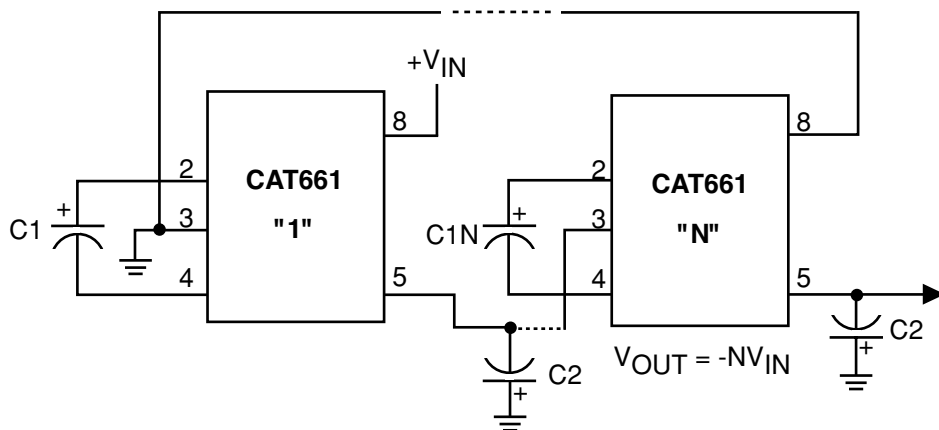 +VIN
8
8
2
CAT661
2
CAT661
C1
+
3
"1"
C1N
+
3
"N"
4
5
4
5
C2
+
VOUT = -NVIN
C2
+